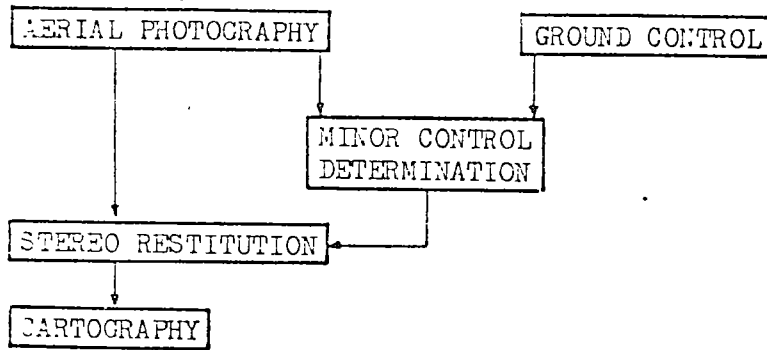 AERIAL PHOTOGRAPHY
GROUND CONTROL
MINOR CONTROL
DETERMINATION
STEREO RESTITUTION
CARTOGRAPHY